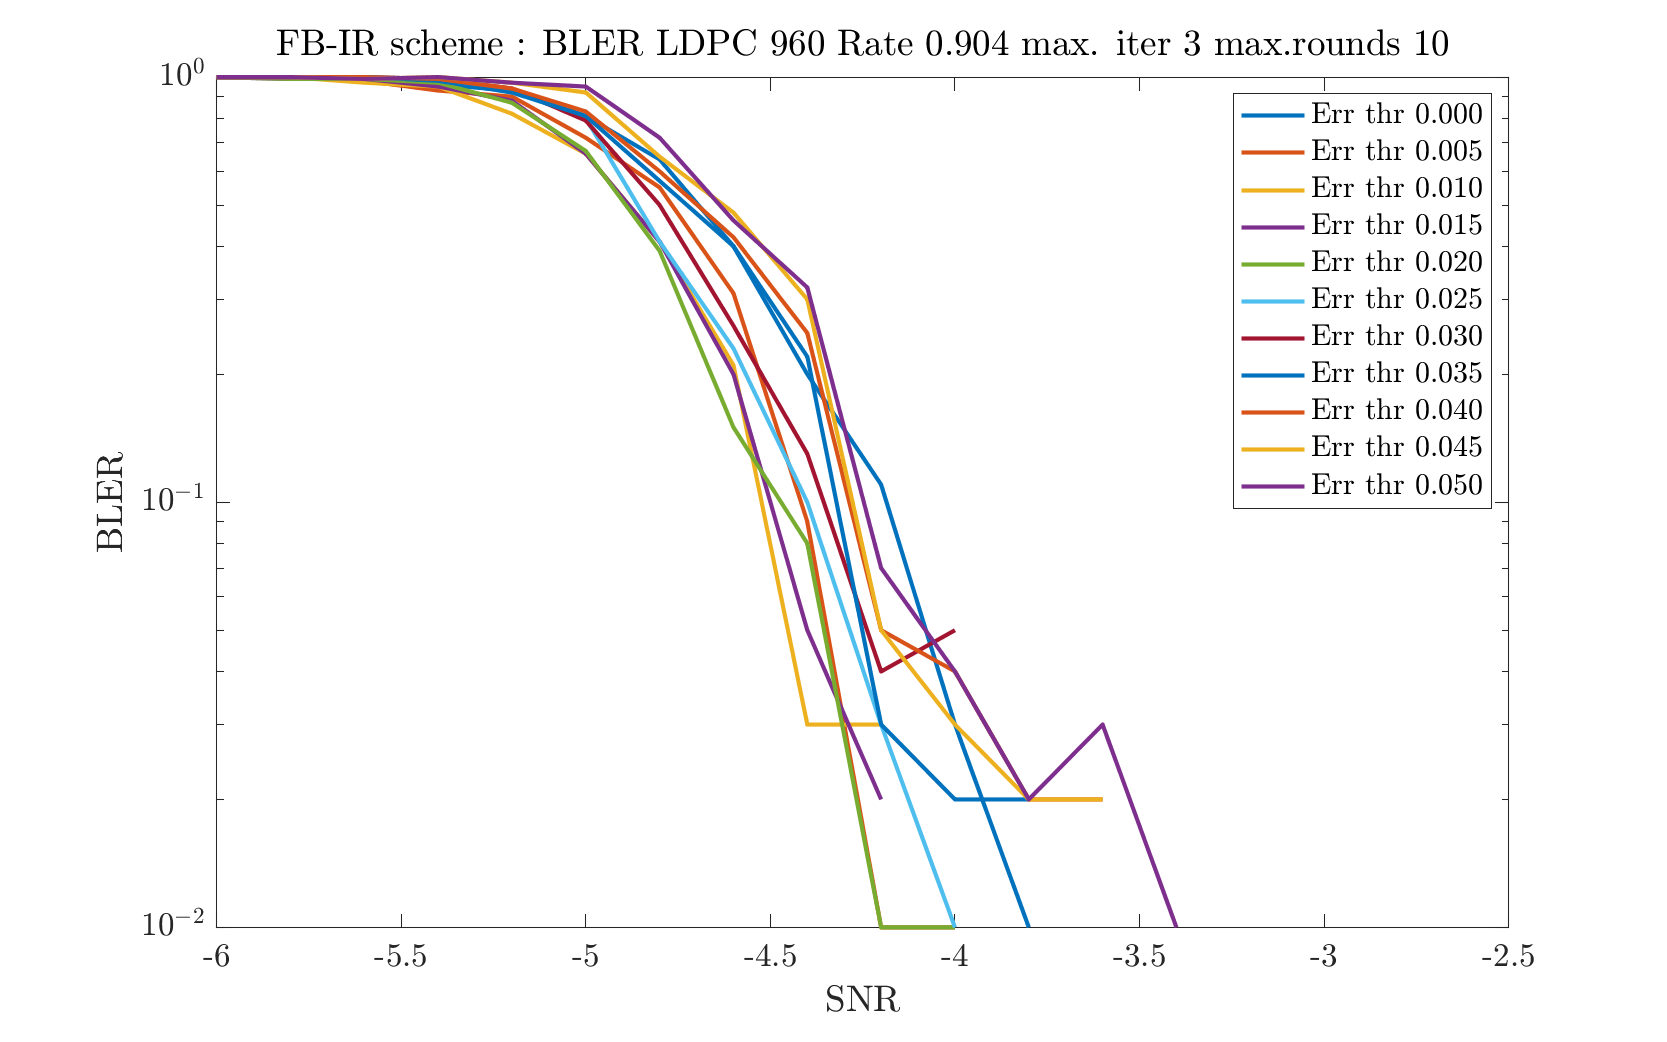 FB-IR scheme : BLER LDPC 960 Rate 0.904 max. iter 3 max.rounds 10
10^0
10^-1
10^-2
BLER
Err thr 0.000
Err thr 0.005
Err thr 0.010
Err thr 0.015
Err thr 0.020
Err thr 0.025
Err thr 0.030
Err thr 0.035
Err thr 0.040
Err thr 0.045
Err thr 0.050
-6 -5.5 -5 -4.5 -4 -3.5 -3 -2.5
SNR